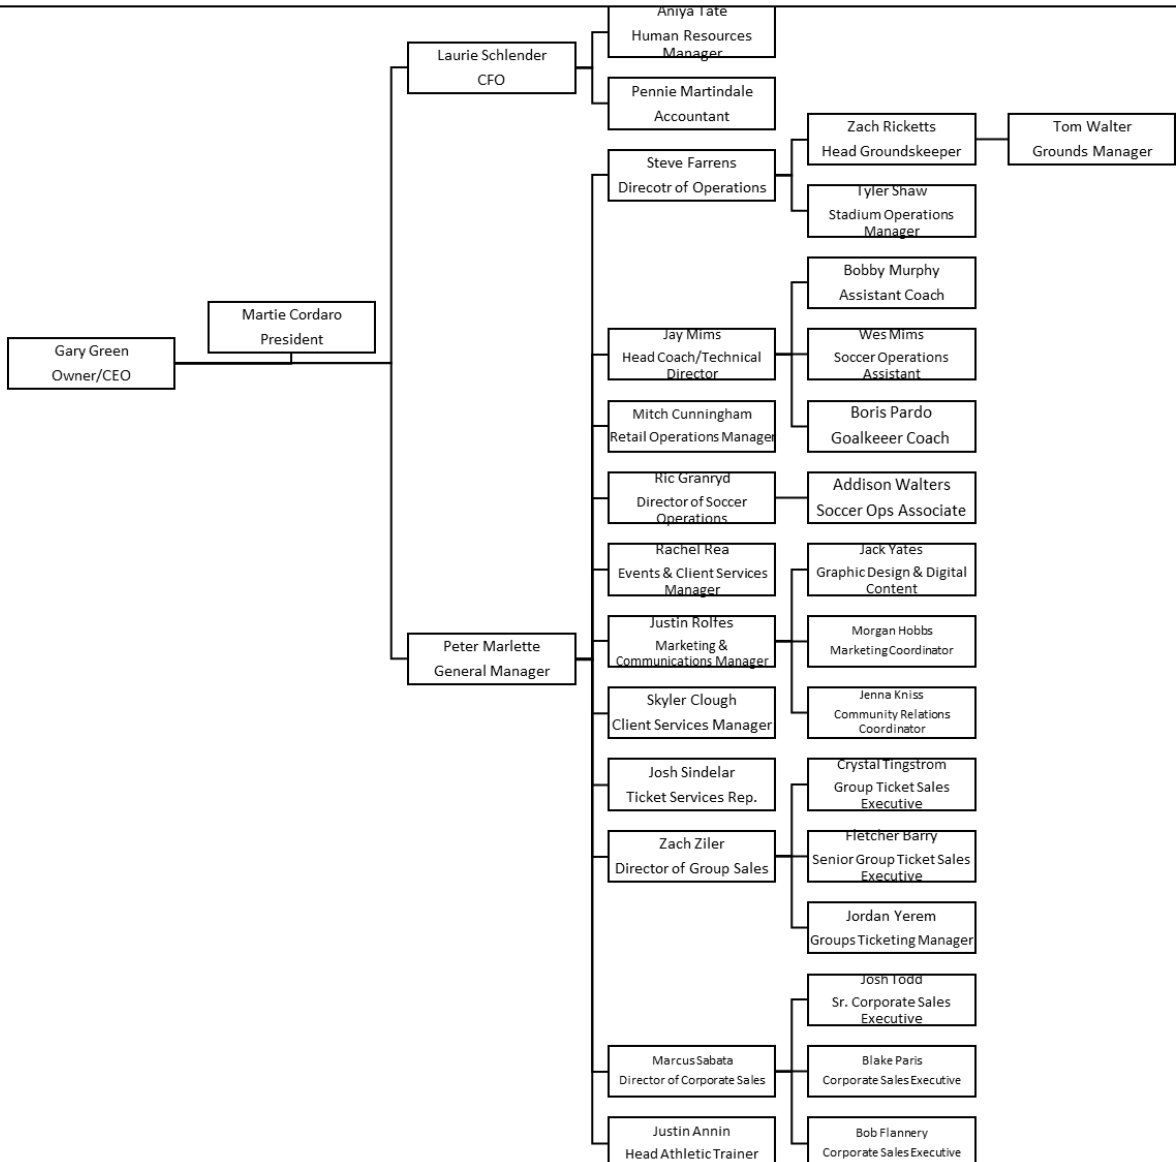 Gary Green
Owner/CEO
Martie Cordaro
President
Laurie Schlender
CFO
Aniya Tate
Human Resources
Manager
Pennie Martindale
Accountant
Peter Marlette
General Manager
Steve Farrens
Direcotr of Operations
Zach Ricketts
Head Groundskeeper
Tom Walter
Grounds Manager
Tyler Shaw
Stadium Operations
Manager
Jay Mims
Head Coach/Technical
Director
Bobby Murphy
Assistant Coach
Wes Mims
Soccer Operations
Assistant
Boris Pardo
Goalkeeer Coach
Mitch Cunningham
Retail Operations Manager
Ric Granryd
Director of Soccer
Operations
Addison Walters
Soccer Ops Associate
Rachel Rea
Events & Client Services
Manager
Justin Rolfes
Marketing &
Communications Manager
Jack Yates
Graphic Design & Digital
Content
Morgan Hobbs
Marketing Coordinator
Jenna Kniss
Community Relations
Coordinator
Skyler Clough
Client Services Manager
Josh Sindelar
Ticket Services Rep.
Zach Ziler
Director of Group Sales
Crystal Tingstrom
Group Ticket Sales
Executive
Fletcher Barry
Senior Group Ticket Sales
Executive
Jordan Yerem
Groups Ticketing Manager
Marcus Sabata
Director of Corporate Sales
Josh Todd
Sr. Corporate Sales
Executive
Blake Paris
Corporate Sales Executive
Bob Flannery
Corporate Sales Executive
Justin Annin
Head Athletic Trainer